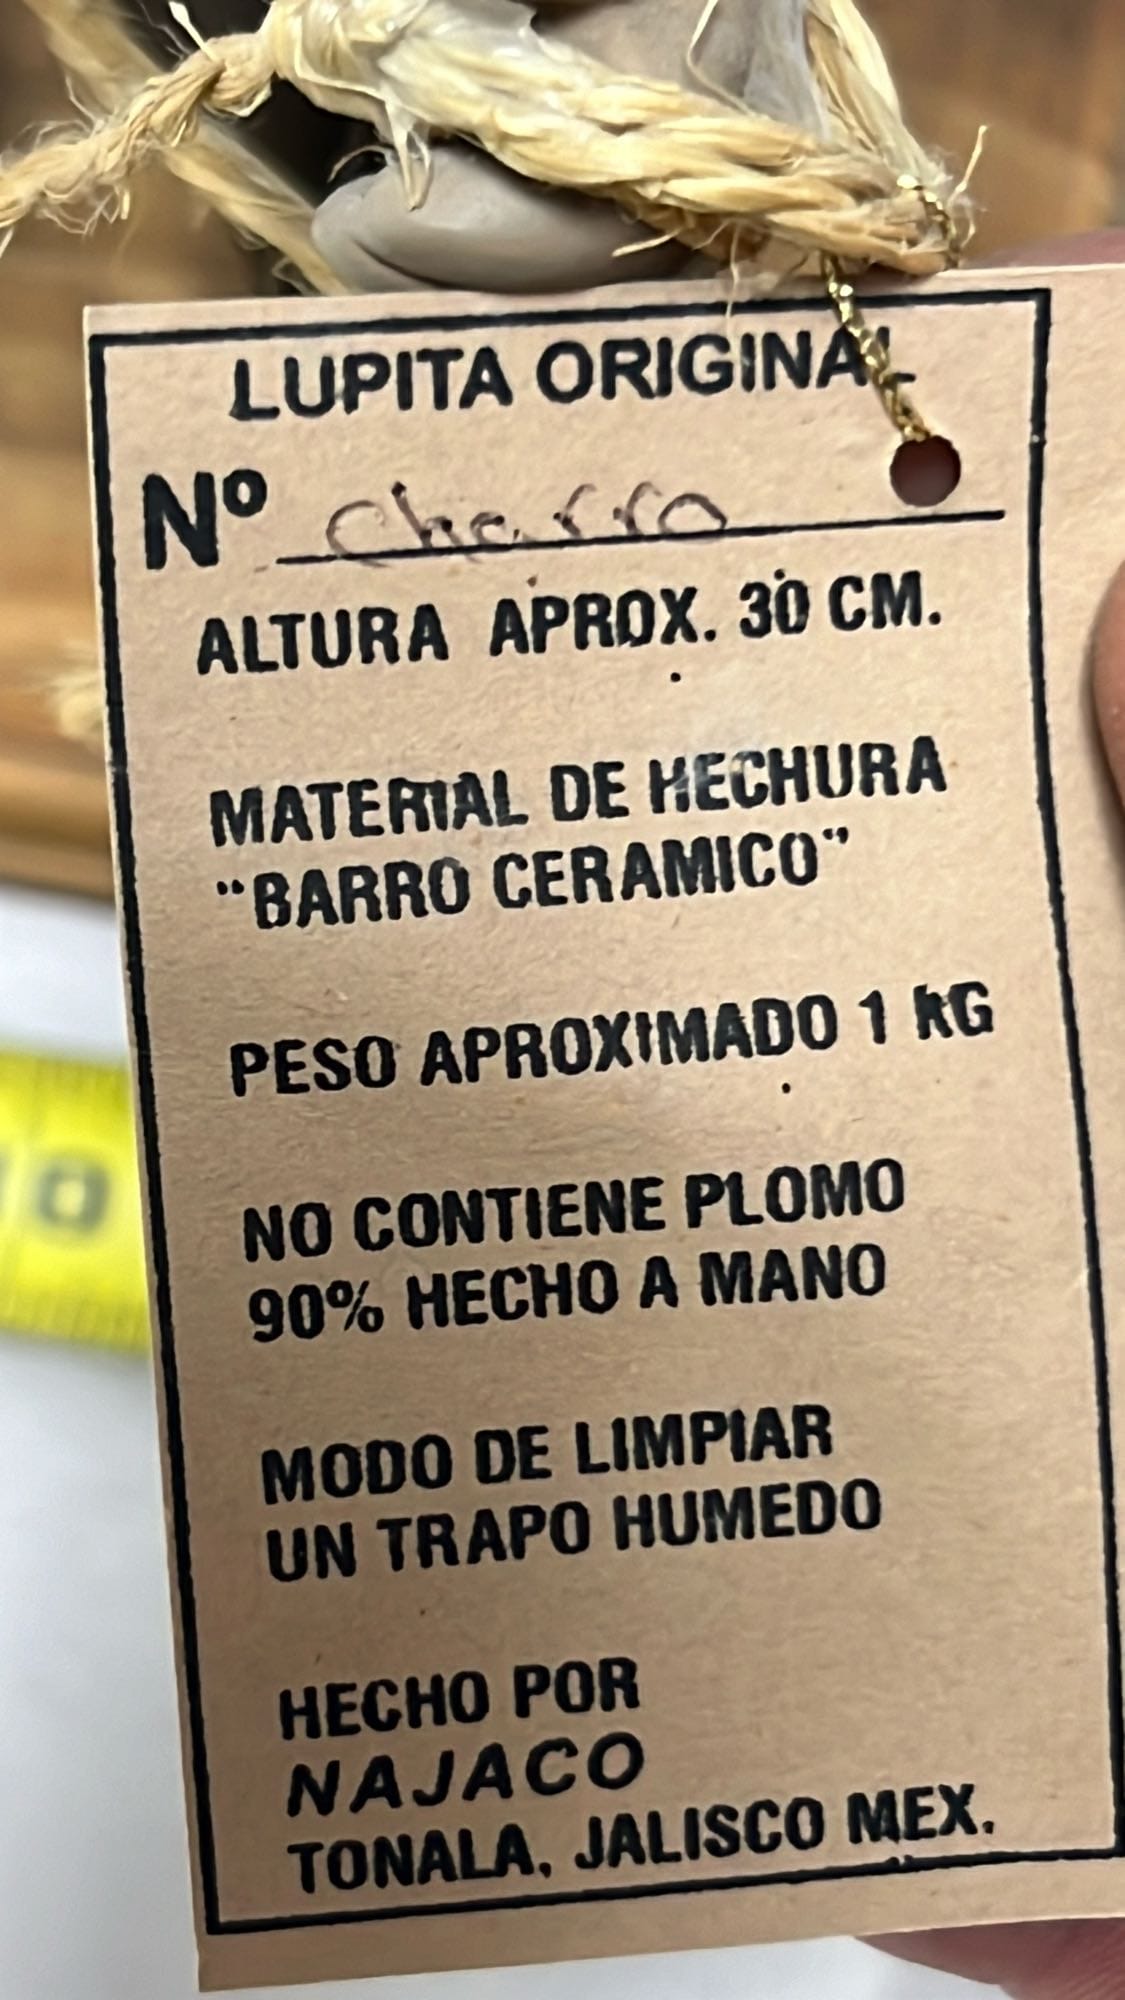 LUPITA ORIGINAL
Nº Charro
ALTURA APROX. 30 CM.
MATERIAL DE HECHURA
"BARRO CERAMICO"
PESO APROXIMADO 1 KG
NO CONTIENE PLOMO
90% HECHO A MANO
MODO DE LIMPIAR
UN TRAPO HUMEDO
HECHO POR
NAJACO
TONALA, JALISCO MEX.